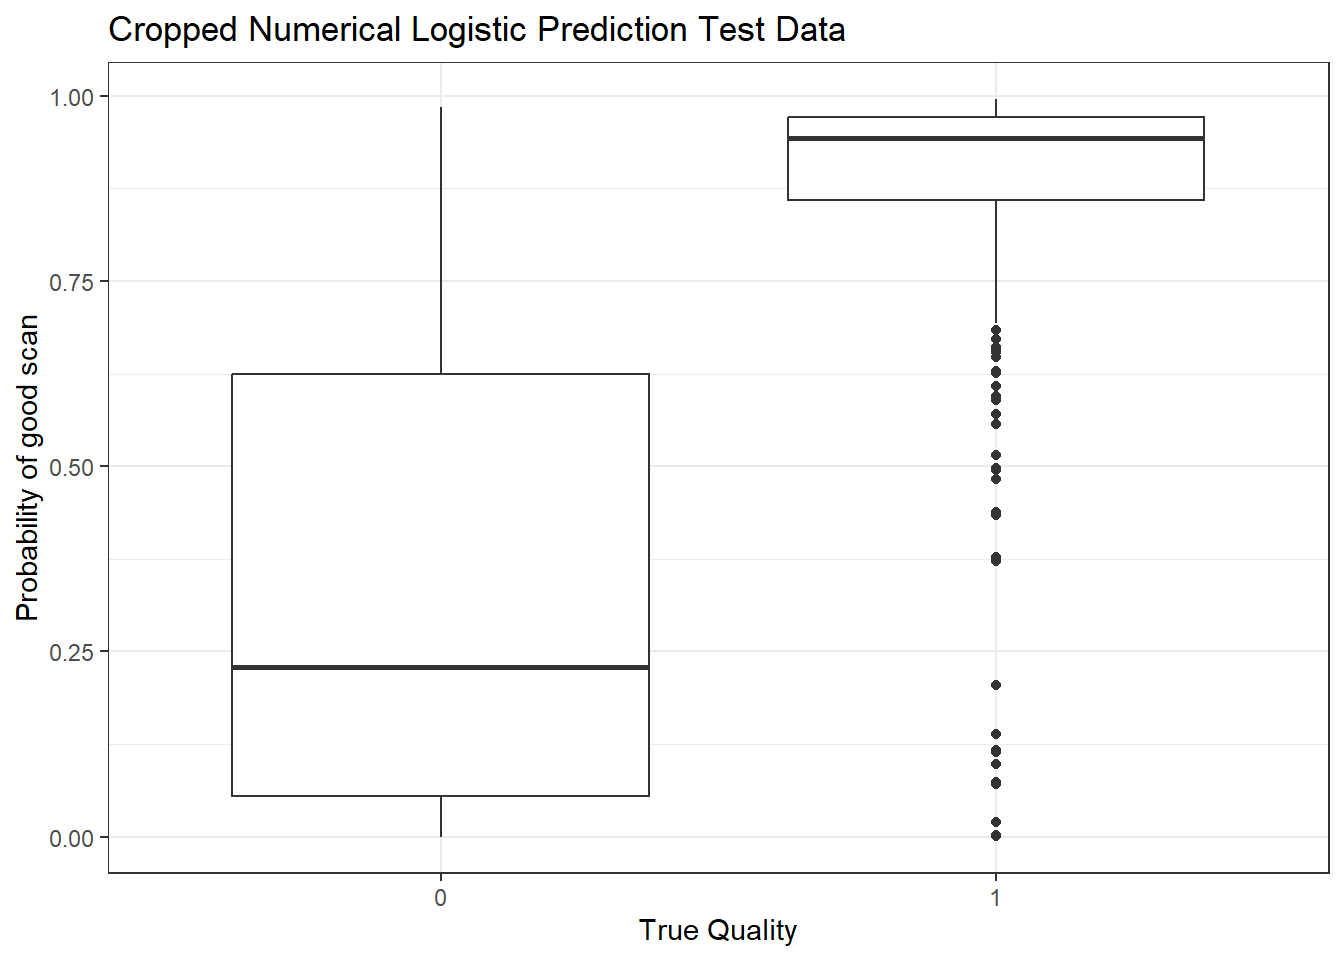 Cropped Numerical Logistic Prediction Test Data
1.00
0.75
0.50
0.25
0.00
Probability of good scan
0
1
True Quality